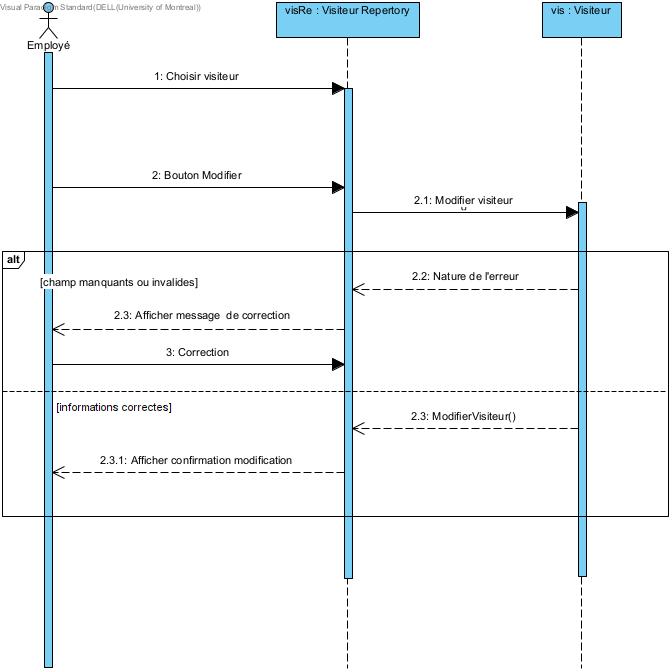 Visual Paradigm Standard(DELL(University of Montreal))
visRe : Visiteur Repertory
vis : Visiteur
Employé
1: Choisir visiteur
2: Bouton Modifier
2.1: Modifier visiteur
alt
[champ manquants ou invalides]
2.2: Nature de l'erreur
2.3: Afficher message de correction
3: Correction
[informations correctes]
2.3: ModifierVisiteur()
2.3.1: Afficher confirmation modification